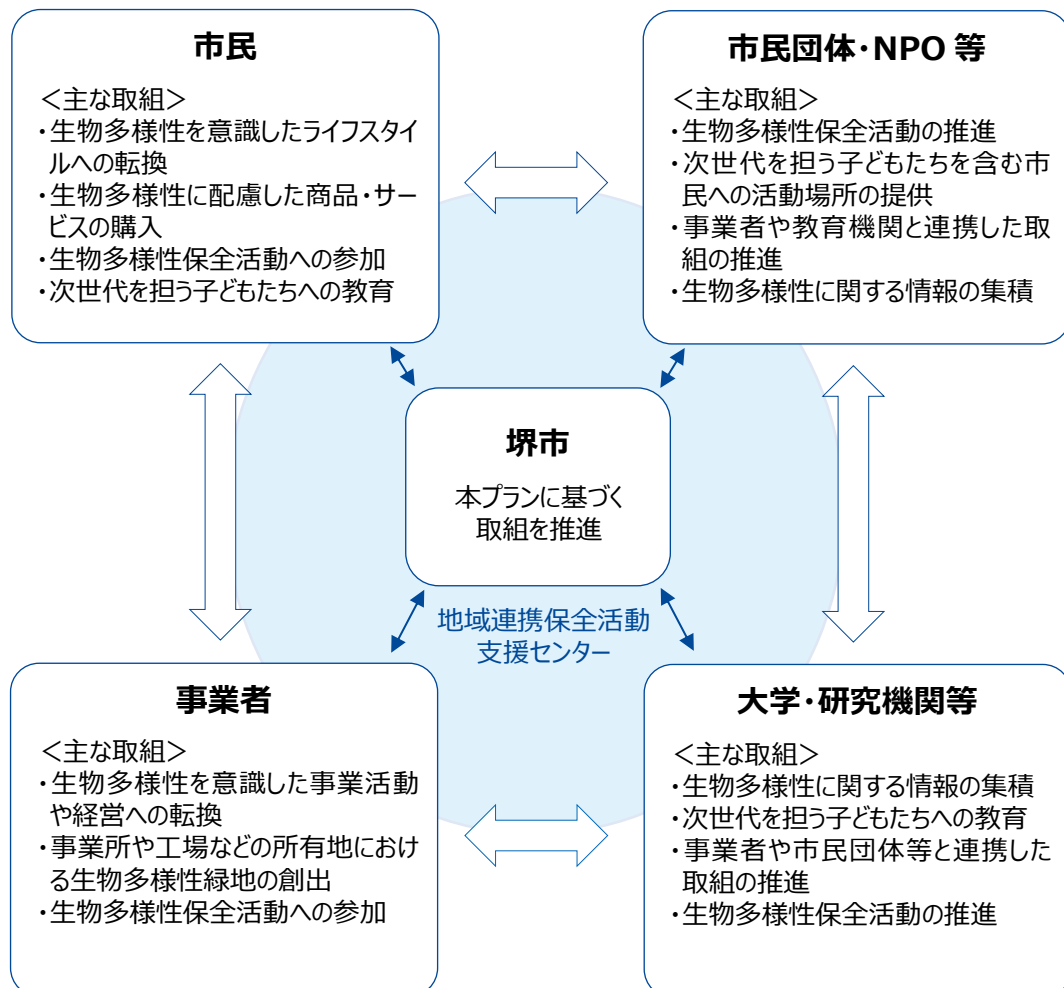 市民
＜主な取組＞
・生物多様性を意識したライフスタイ
ルへの転換
・生物多様性に配慮した商品・サー
ビスの購入
・生物多様性保全活動への参加
・次世代を担う子どもたちへの教育
市民団体・NPO 等
＜主な取組＞
・生物多様性保全活動の推進
・次世代を担う子どもたちを含む市
民への活動場所の提供
・事業者や教育機関と連携した取
組の推進
・生物多様性に関する情報の集積
堺市
本プランに基づく
取組を推進
地域連携保全活動
支援センター
事業者
＜主な取組＞
・生物多様性を意識した事業活動
や経営への転換
・事業所や工場などの所有地におけ
る生物多様性緑地の創出
・生物多様性保全活動への参加
大学・研究機関等
＜主な取組＞
・生物多様性に関する情報の集積
・次世代を担う子どもたちへの教育
・事業者や市民団体等と連携した
取組の推進
・生物多様性保全活動の推進